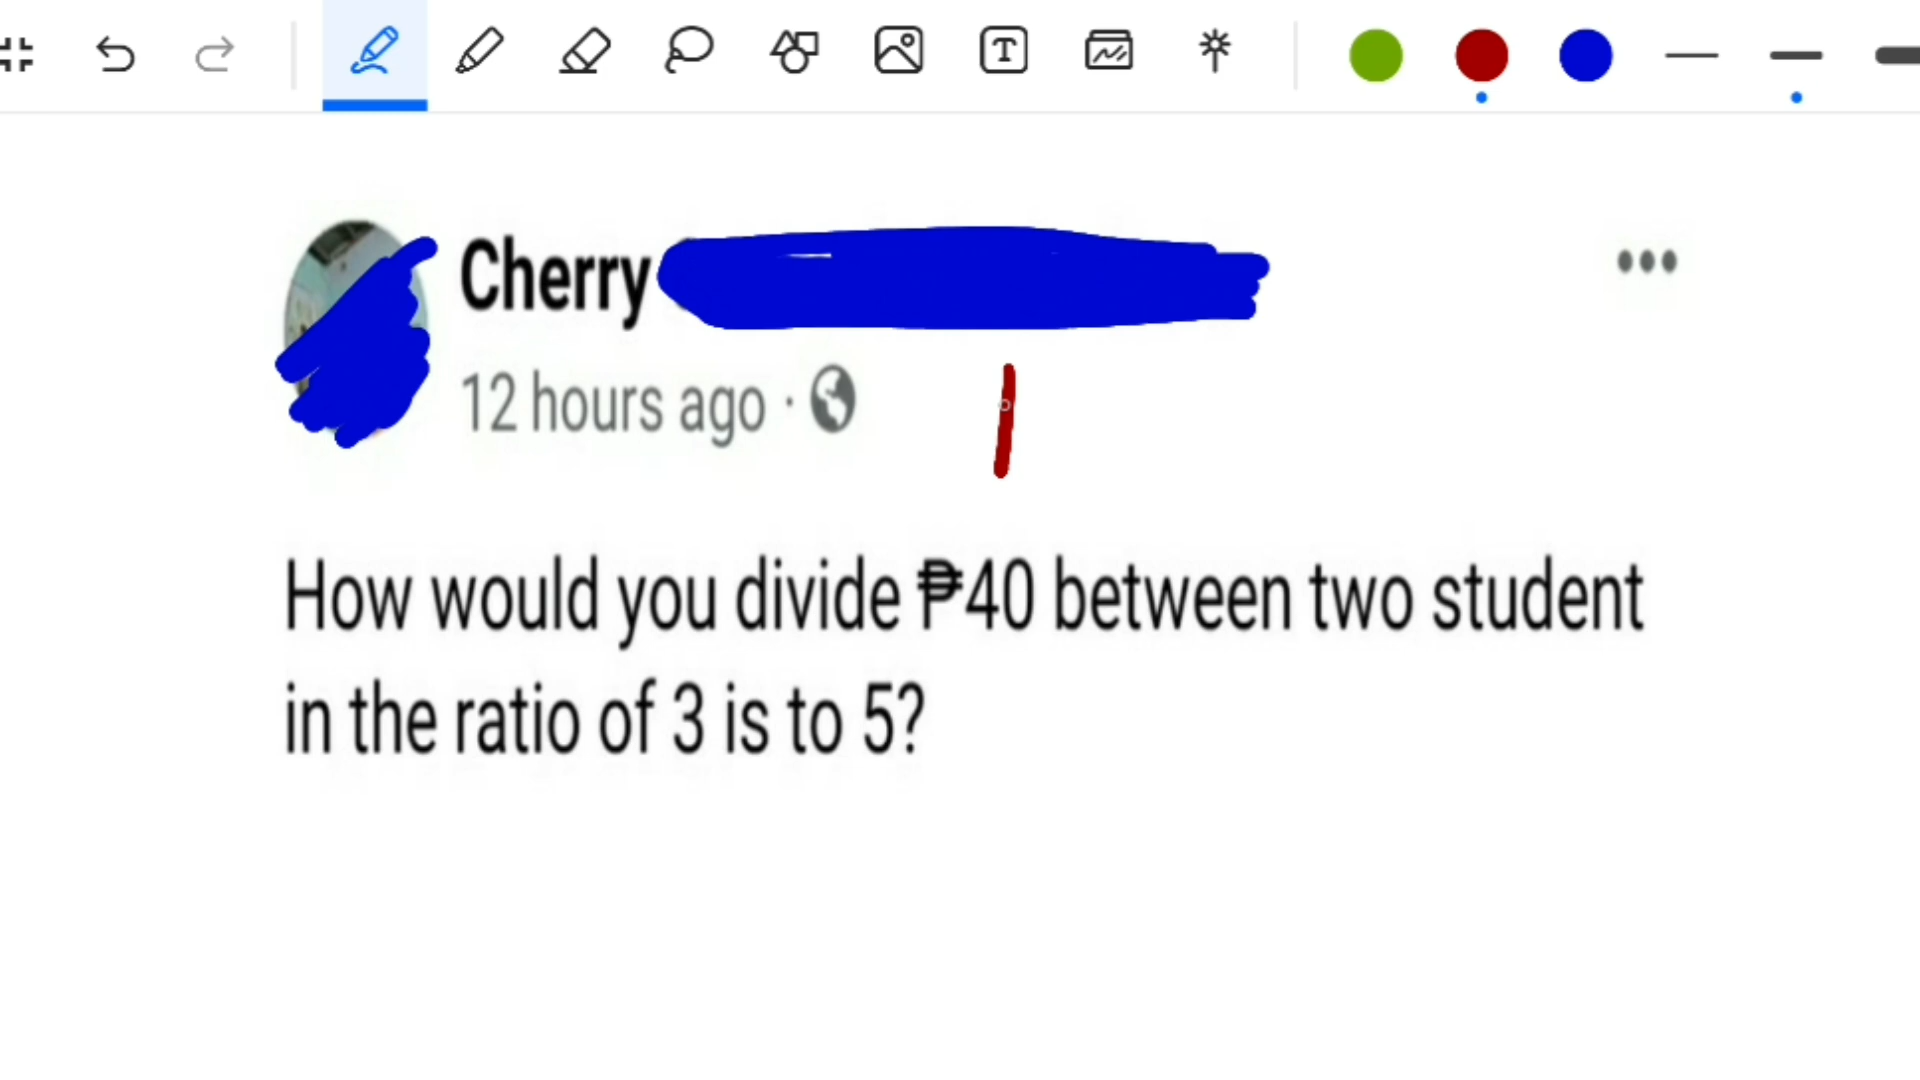 Cherry
12 hours ago ·
How would you divide ₱40 between two student
in the ratio of 3 is to 5?